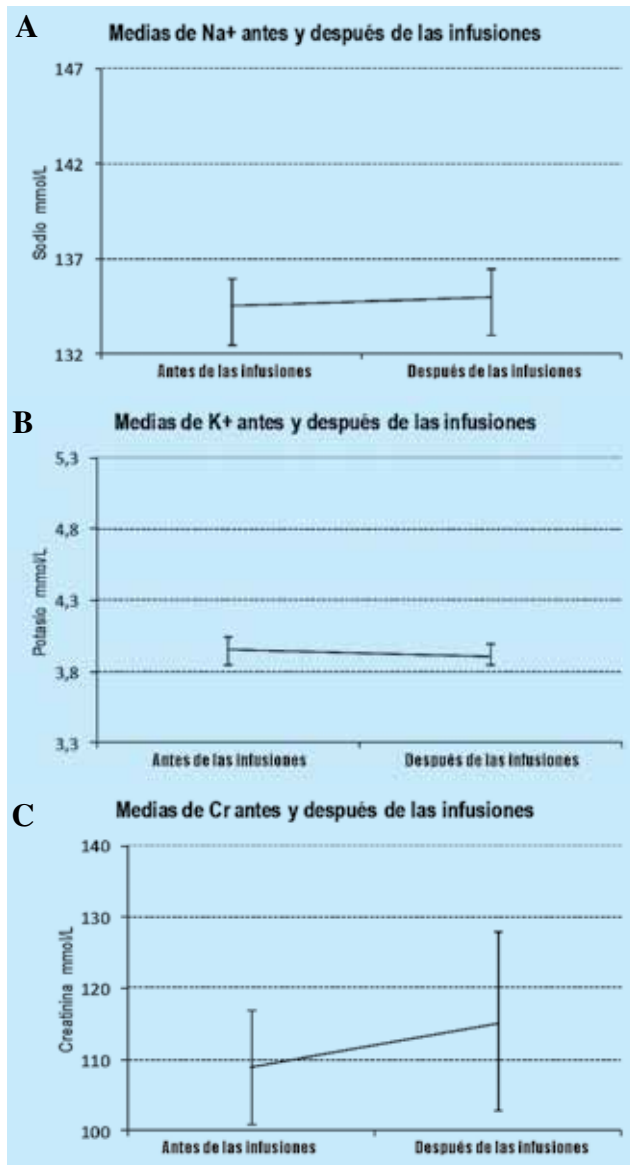 A
Medias de Na+ antes y después de las infusiones
147
142
137
132
Sodio mmol/L
Antes de las infusiones
Después de las infusiones
B
Medias de K+ antes y después de las infusiones
5,3
4,8
4,3
3,8
3,3
Potasio mmol/L
Antes de las infusiones
Después de las infusiones
C
Medias de Cr antes y después de las infusiones
140
130
120
110
100
Creatinina mmol/L
Antes de las infusiones
Después de las infusiones